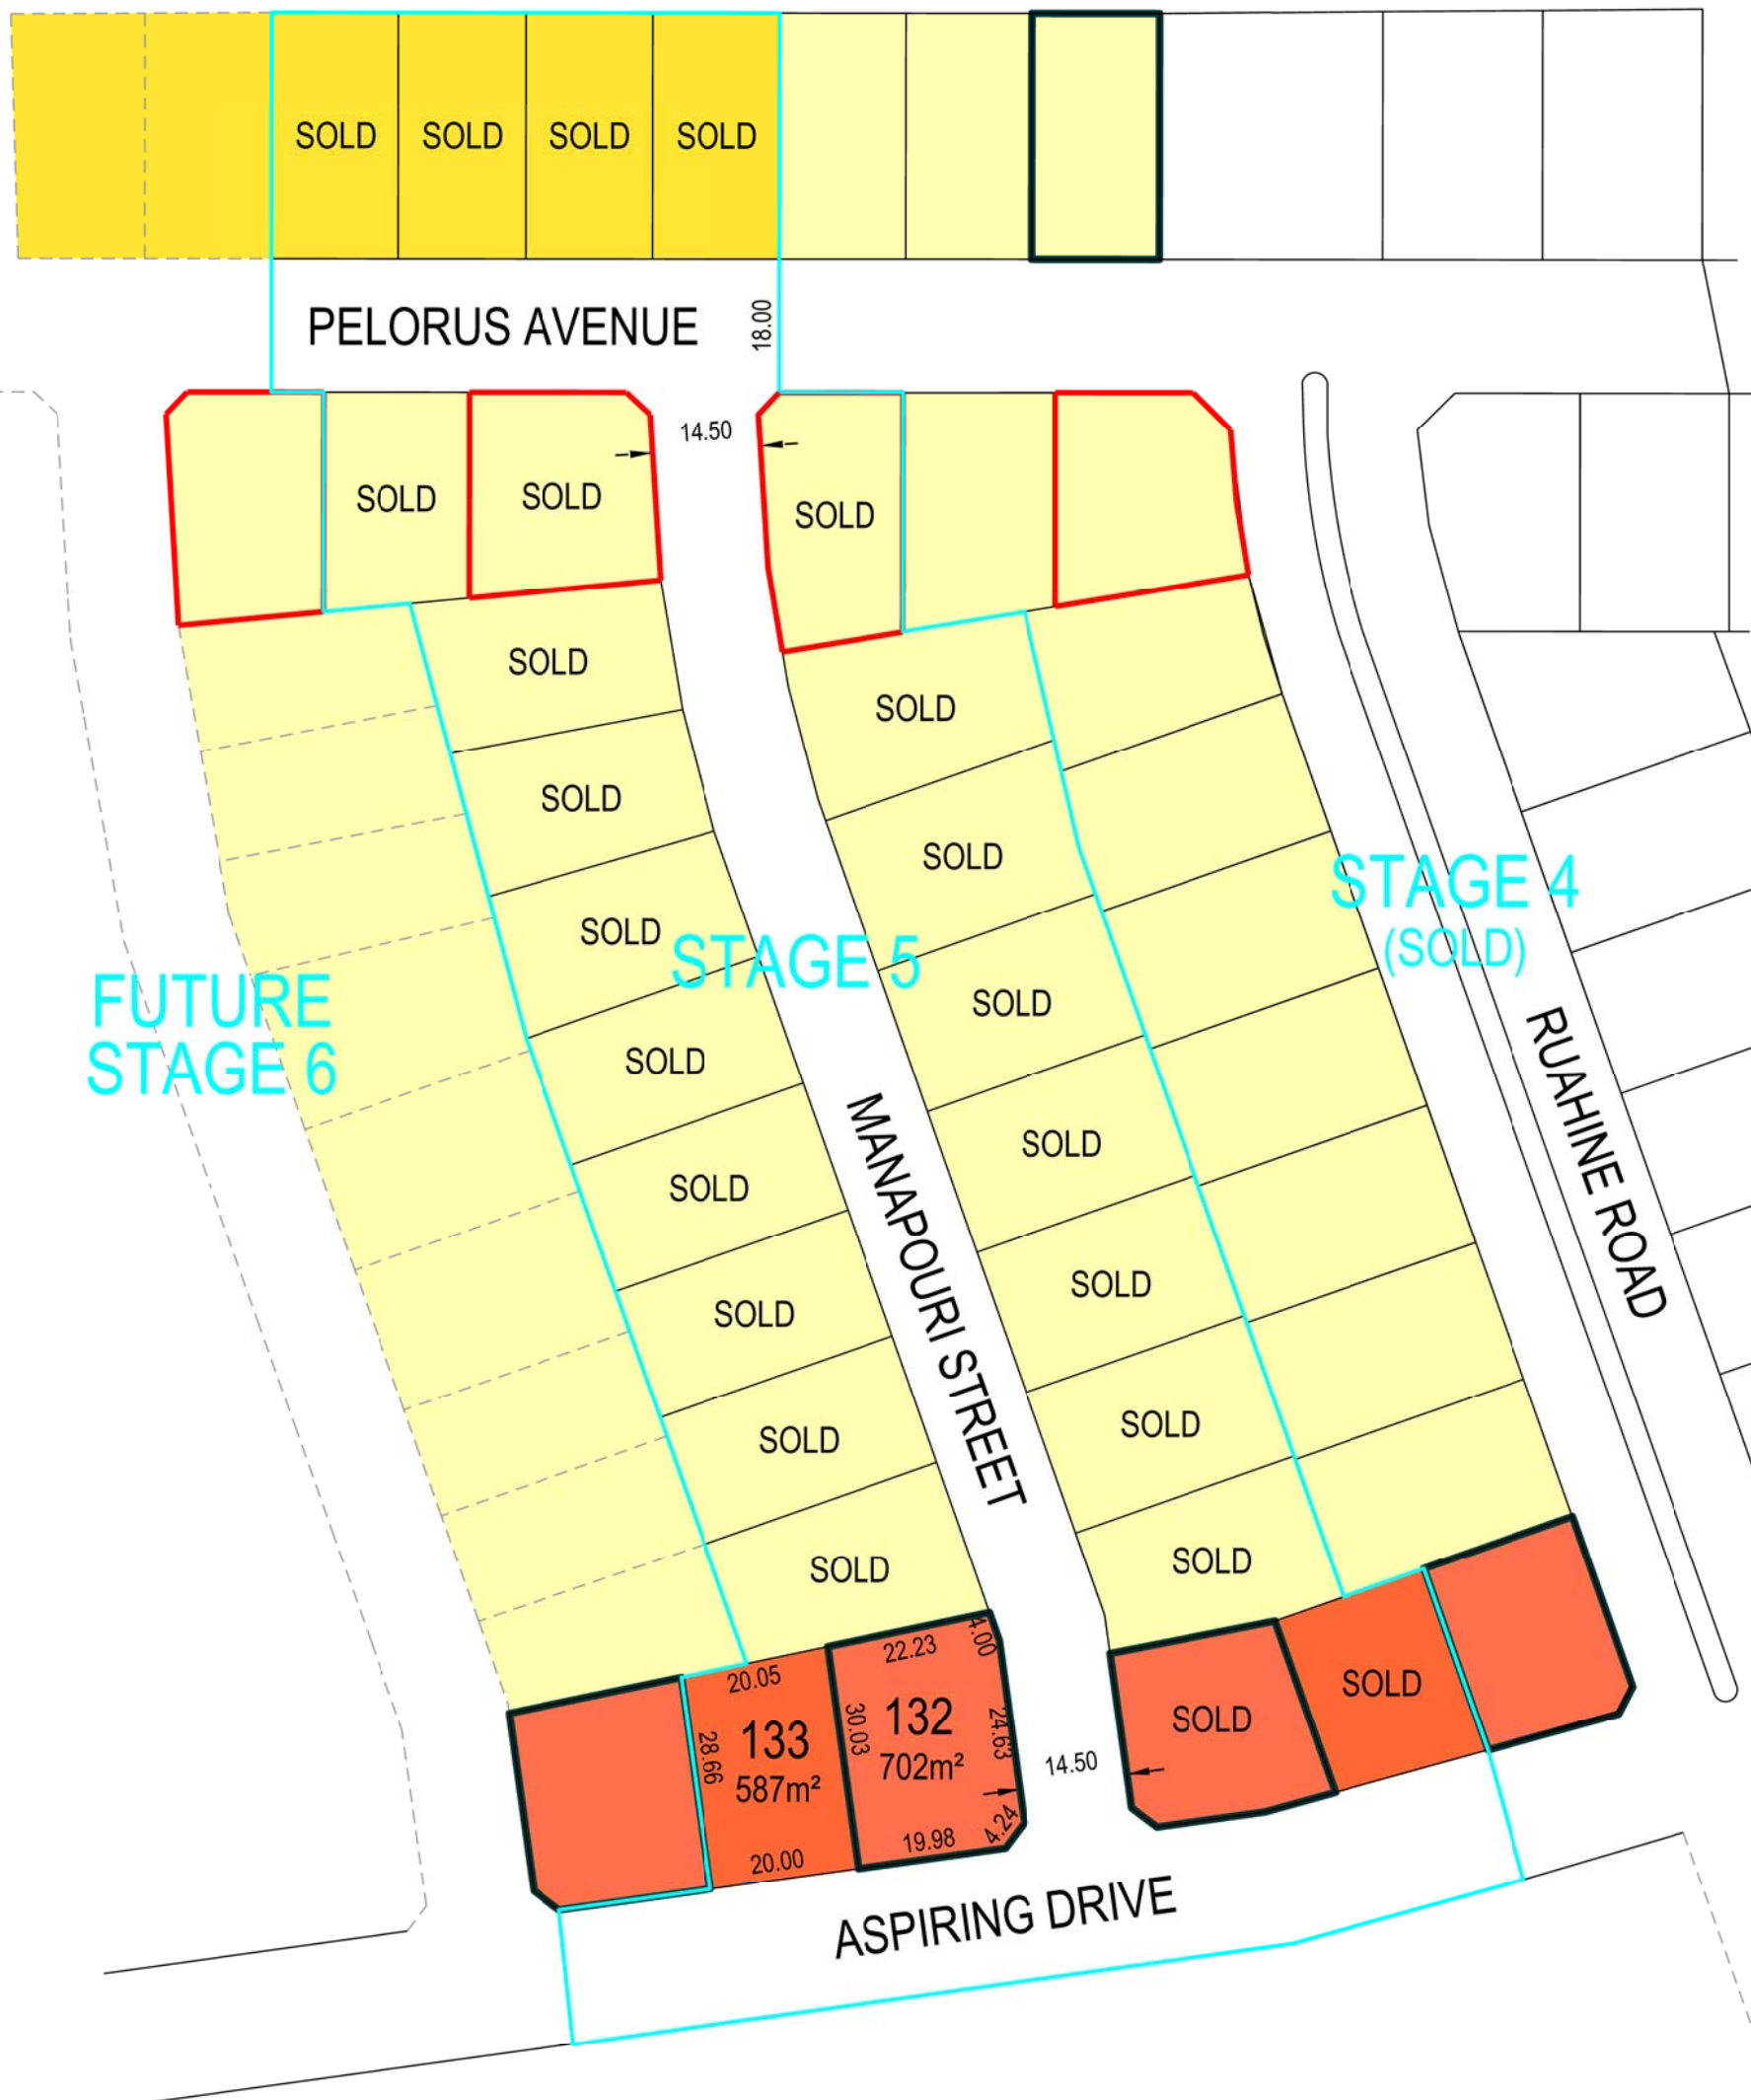 SOLD SOLD SOLD SOLD
PELORUS AVENUE
18.00
14.50
SOLD
SOLD
SOLD
SOLD
SOLD
SOLD
SOLD
SOLD
SOLD
SOLD
SOLD
STAGE 4
(SOLD)
STAGE 5
FUTURE
STAGE 6
SOLD
SOLD
SOLD
SOLD
RUAHINE ROAD
MANAPOURI STREET
SOLD
SOLD
SOLD
SOLD
SOLD
22.23
4.00
20.05
133
587m²
28.66
30.03
132
702m²
24.63
14.50
SOLD
SOLD
20.00
19.98
4.24
ASPIRING DRIVE